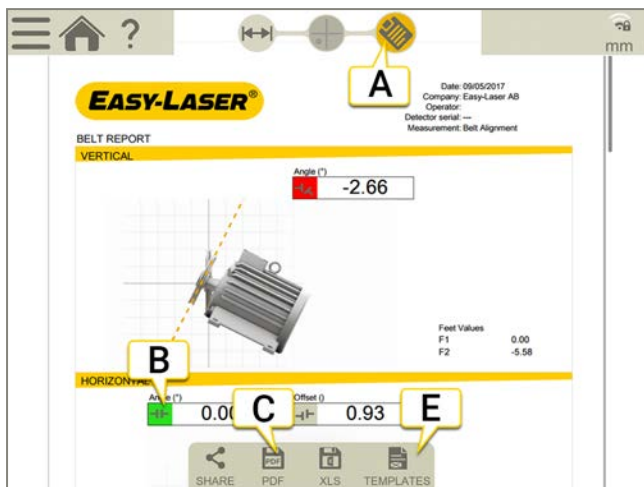 ?
mm
A
EASY-LASER®
Date: 09/05/2017
Company: Easy-Laser AB
Operator:
Detector serial: ---
Measurement: Belt Alignment
BELT REPORT
VERTICAL
Angle (°)
-2.66
Feet Values
F1 0.00
F2 -5.58
B
HORIZONTAL
Angle (°) Offset ()
0.00 C 0.93 E
SHARE PDF XLS TEMPLATES